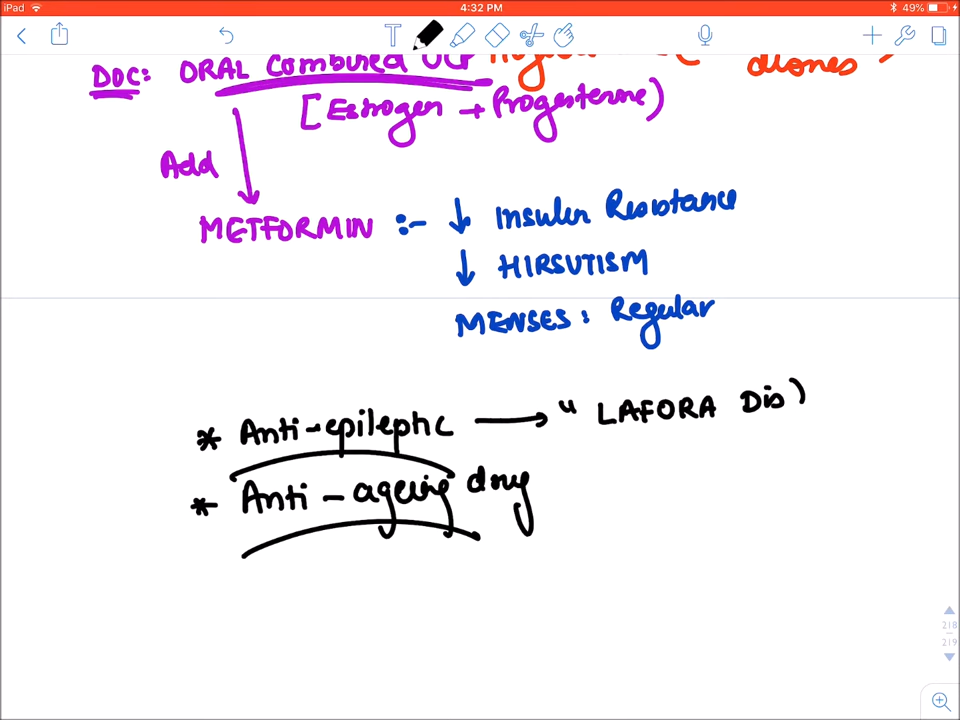 iPad 4:32 PM 49%
T
DOC: ORAL Combined OCP
[Estrogen + Progesterone)
Add
METFORMIN :- ↓ Insulin Resistance
↓ HIRSUTISM
MENSES: Regular
* Anti-epileptic → " LAFORA Dis)
* Anti-ageing drug
218
219